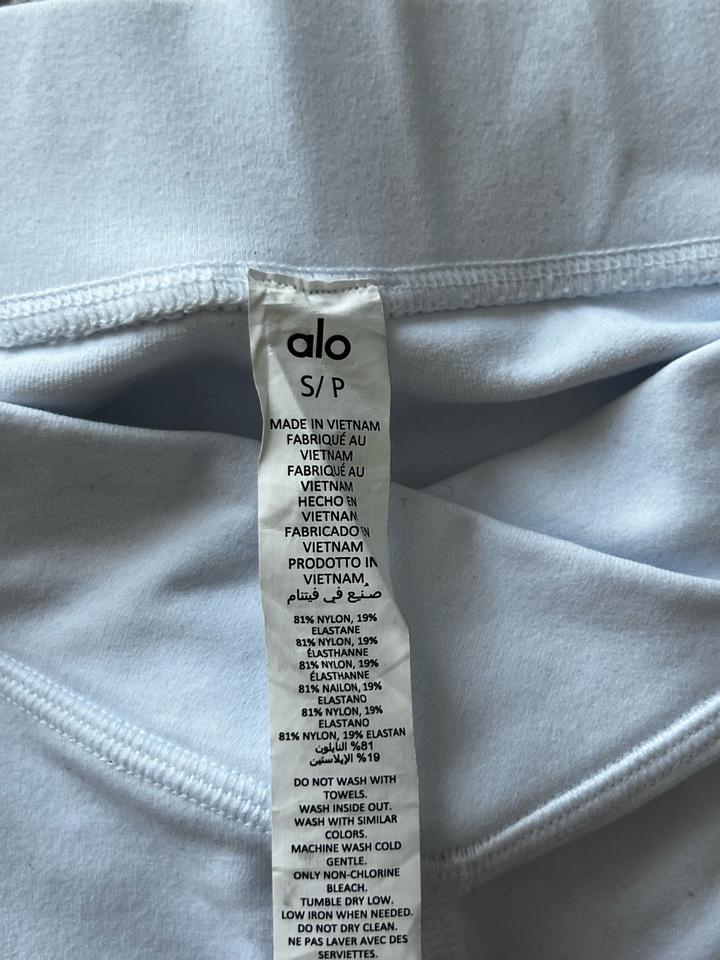 alo
S/ P
MADE IN VIETNAM
FABRIQUÉ AU
VIETNAM
FABRIQUÉ AU
VIETNAM
HECHO EN
VIETNAM
FABRICADO EN
VIETNAM
PRODOTTO IN
VIETNAM
صُنِع في فيتنام
81% NYLON, 19%
ELASTANE
81% NYLON, 19%
ÉLASTHANNE
81% NYLON, 19%
ÉLASTHANNE
81% NAILON, 19%
ELASTANO
81% NYLON, 19%
ELASTANO
81% NYLON, 19% ELASTAN
81% النايلون
19% الإيلاستين
DO NOT WASH WITH
TOWELS.
WASH INSIDE OUT.
WASH WITH SIMILAR
COLORS.
MACHINE WASH COLD
GENTLE.
ONLY NON-CHLORINE
BLEACH.
TUMBLE DRY LOW.
LOW IRON WHEN NEEDED.
DO NOT DRY CLEAN.
NE PAS LAVER AVEC DES
SERVIETTES.